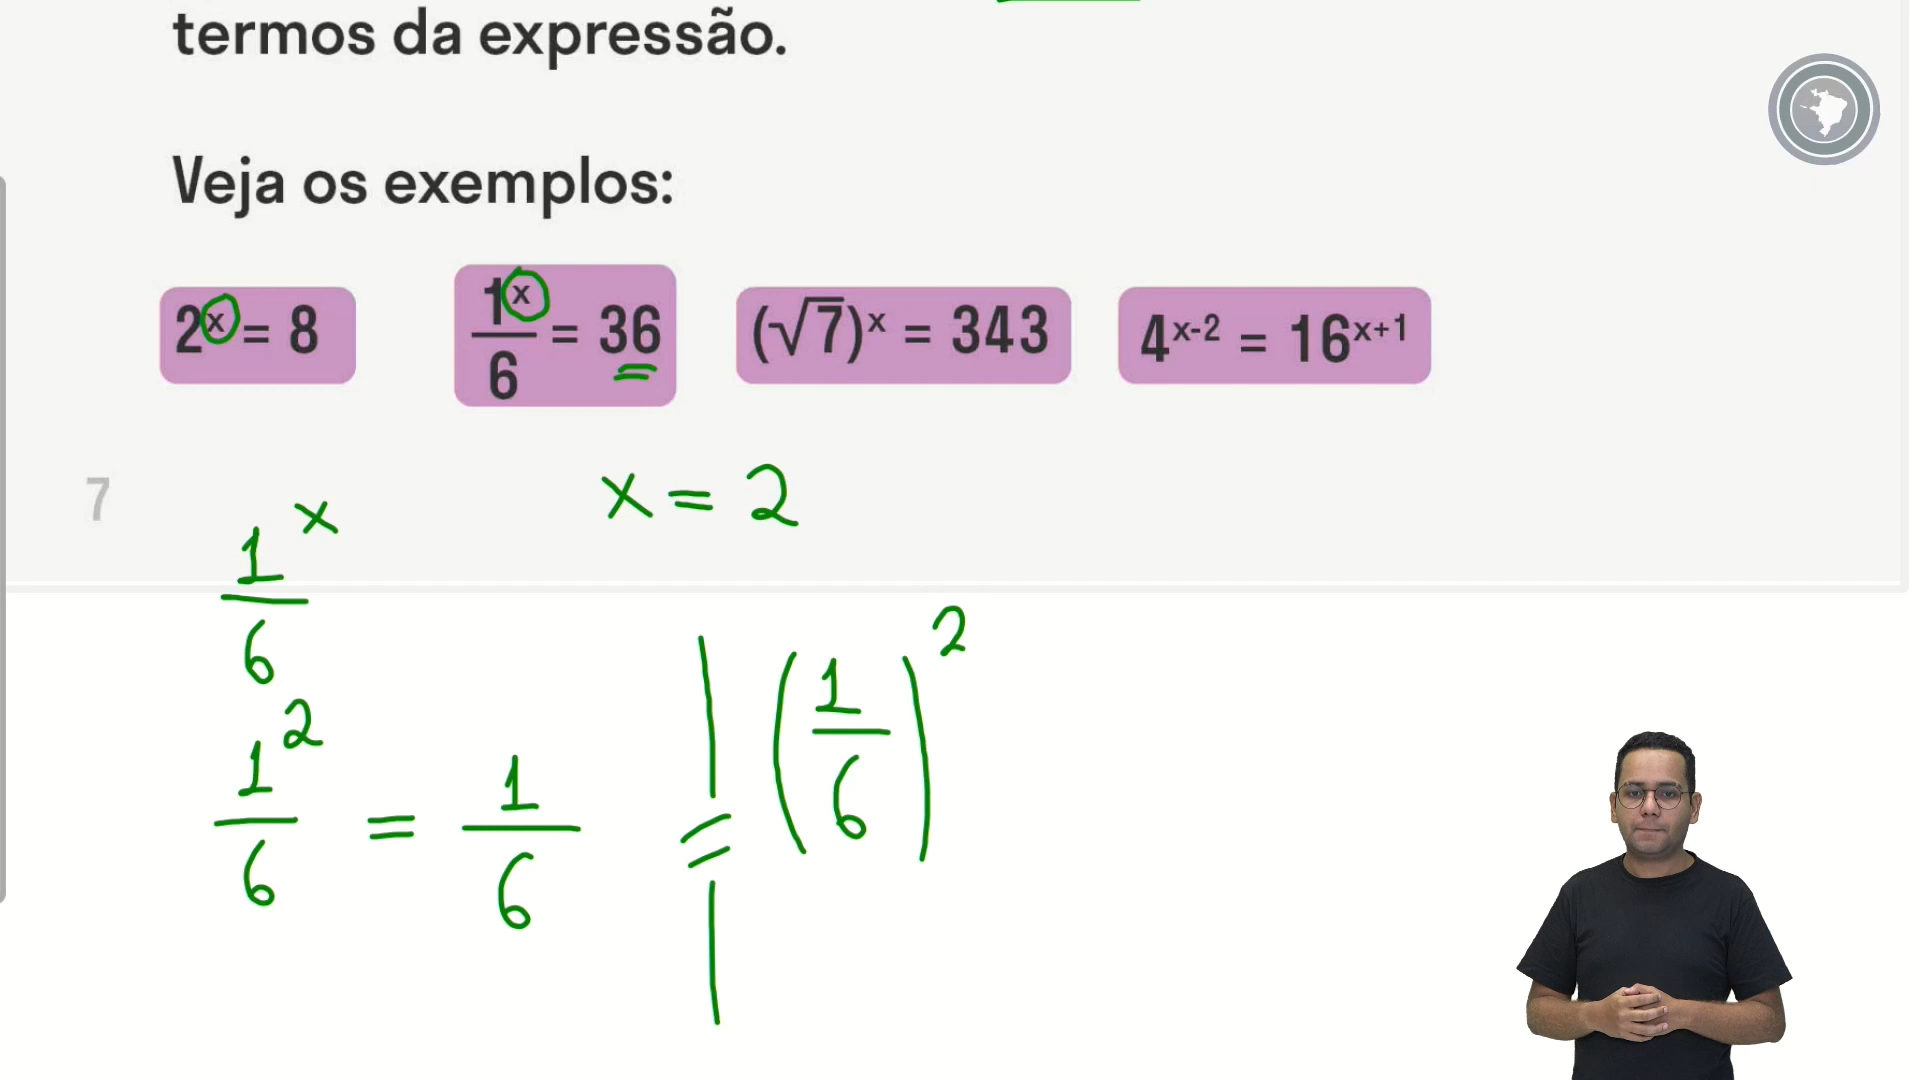 termos da expressão.
Veja os exemplos:
2ˣ = 8
1ˣ/6 = 36
(√7)ˣ = 343
4ˣ⁻² = 16ˣ⁺¹
7
x = 2
1ˣ/6
1²/6 = 1/6
(1/6)²